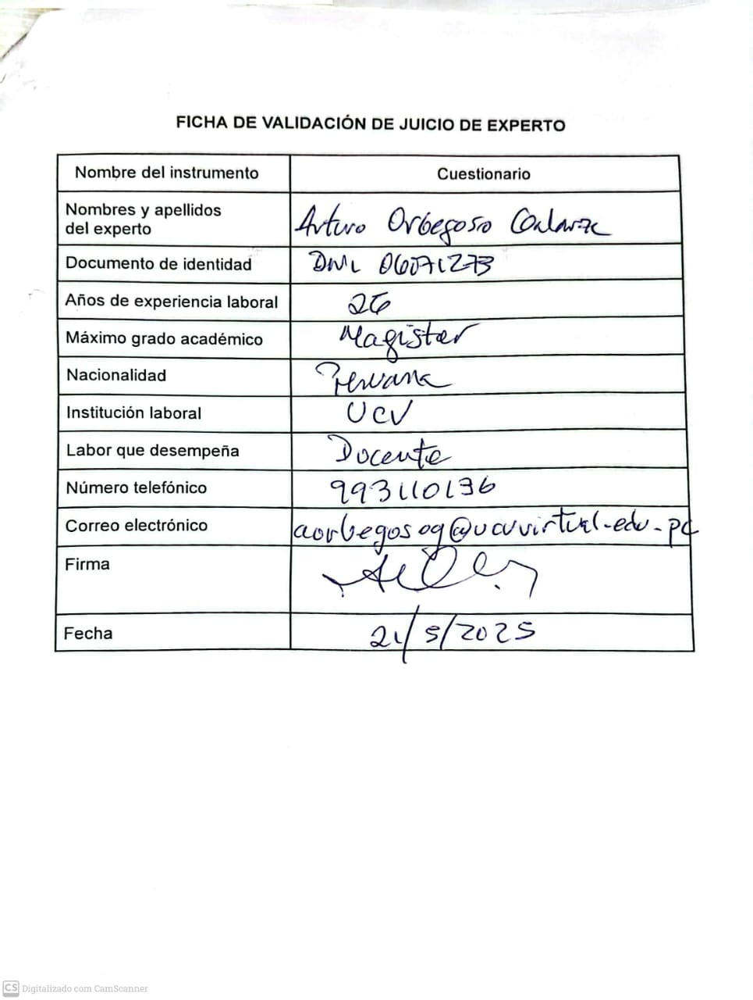 FICHA DE VALIDACIÓN DE JUICIO DE EXPERTO
Nombre del instrumento Cuestionario
Nombres y apellidos
del experto Arturo Orbegoso Galarza
Documento de identidad DNI 06071273
Años de experiencia laboral 26
Máximo grado académico Magister
Nacionalidad Peruana
Institución laboral UCV
Labor que desempeña Docente
Número telefónico 993110136
Correo electrónico aorbegosog@ucvvirtual.edu.pe
Firma
Fecha 21/5/2025
CS Digitalizado com CamScanner